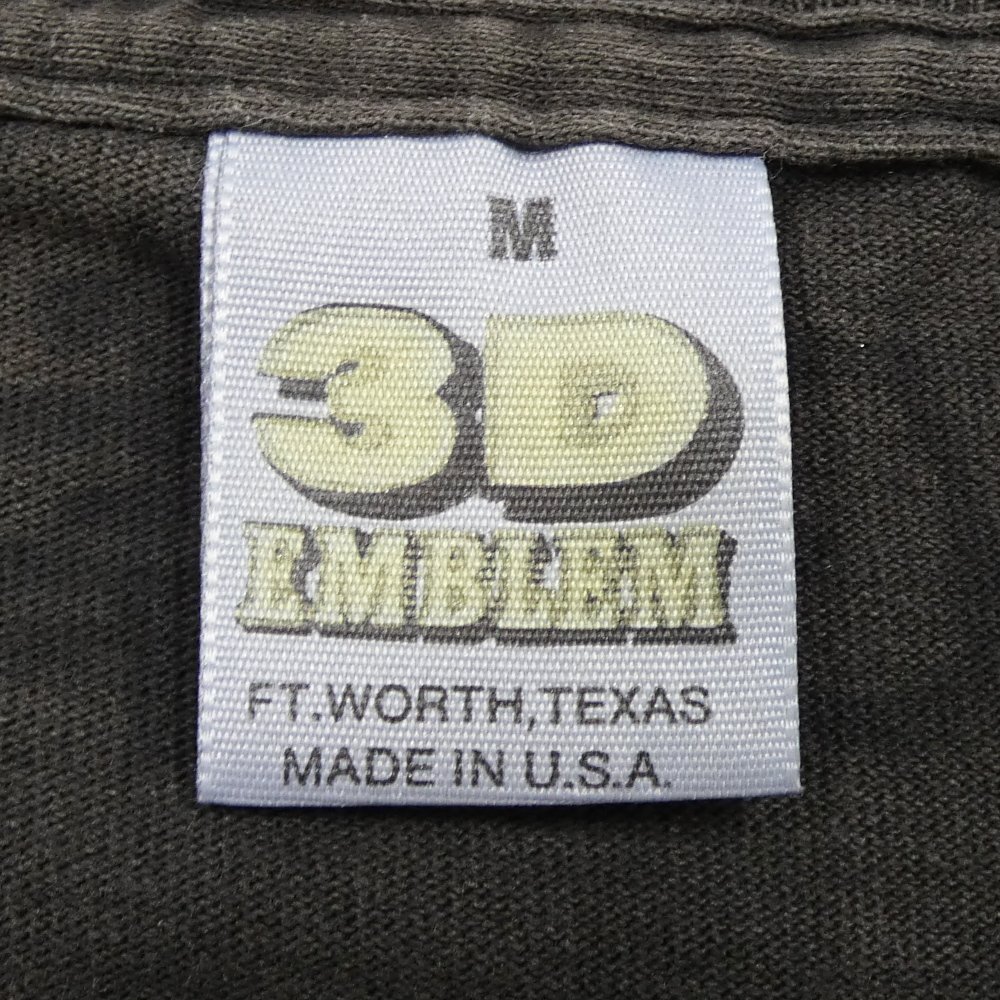 M
3D
EMBLEM
FT.WORTH,TEXAS
MADE IN U.S.A.